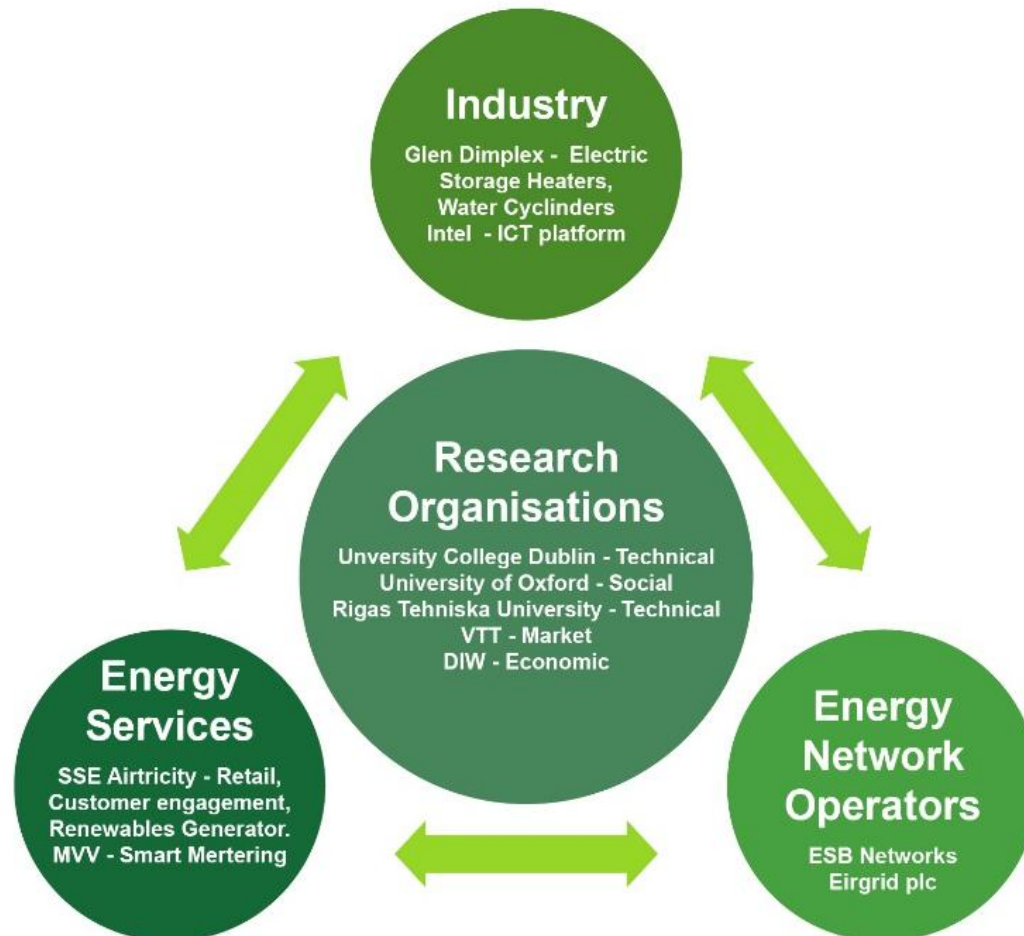 Industry
Glen Dimplex - Electric
Storage Heaters,
Water Cyclinders
Intel - ICT platform
Research
Organisations
Unversity College Dublin - Technical
University of Oxford - Social
Rigas Tehniska University - Technical
VTT - Market
DIW - Economic
Energy
Services
SSE Airtricity - Retail,
Customer engagement,
Renewables Generator.
MVV - Smart Mertering
Energy
Network
Operators
ESB Networks
Eirgrid plc